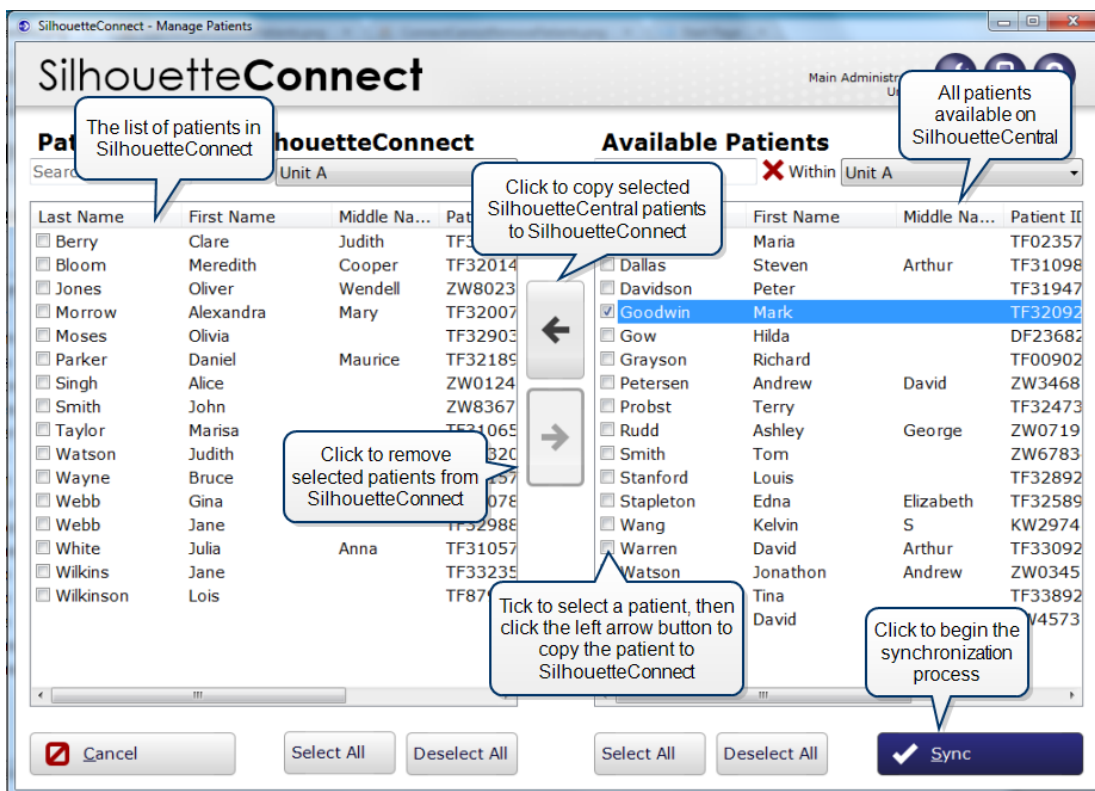 SilhouetteConnect - Manage Patients
SilhouetteConnect
Main
All patients
available on
SilhouetteCentral
The list of patients in
SilhouetteConnect
Available Patients
Unit A
Within Unit A
Click to copy selected
SilhouetteCentral patients
to SilhouetteConnect
Last Name First Name Middle Na...
First Name Middle Na... Patient ID
Berry Clare Judith
Maria TF02357
Bloom Meredith Cooper TF32014
Dallas Steven Arthur TF31098
Jones Oliver Wendell ZW8023
Davidson Peter TF31947
Morrow Alexandra Mary TF32007
Goodwin Mark TF32092
Moses Olivia TF32903
Gow Hilda DF23682
Parker Daniel Maurice TF32189
Grayson Richard TF00902
Singh Alice ZW0124
Petersen Andrew David ZW3468
Smith John ZW8367
Probst Terry TF32473
Taylor Marisa TF31065
Rudd Ashley George ZW0719
Watson Judith
Smith Tom ZW6783
Wayne Bruce
Stanford Louis TF32892
Webb Gina
Stapleton Edna Elizabeth TF32589
Webb Jane TF32988
Wang Kelvin S KW2974
White Julia Anna TF31057
Warren David Arthur TF33092
Wilkins Jane TF33235
Watson Jonathon Andrew ZW0345
Wilkinson Lois
Tina TF33892
David
Click to remove
selected patients from
SilhouetteConnect
Tick to select a patient, then
click the left arrow button to
copy the patient to
SilhouetteConnect
Click to begin the
synchronization
process
Cancel
Select All
Deselect All
Select All
Deselect All
Sync